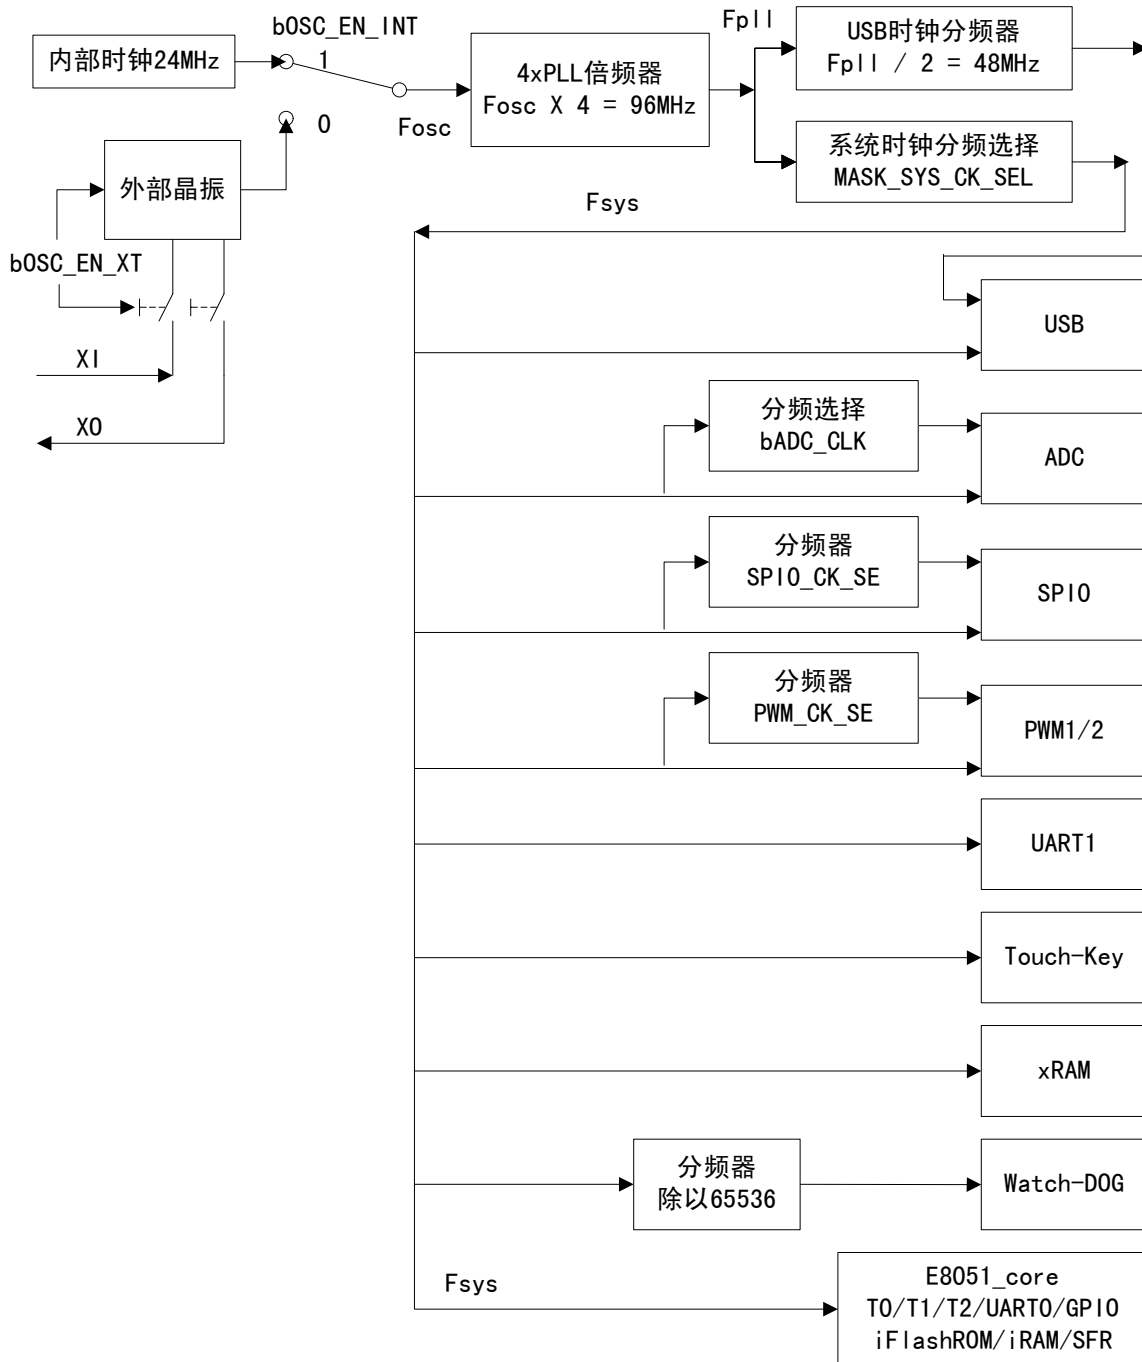 bOSC_EN_INT
内部时钟24MHz
1
0
Fosc
4xPLL倍频器
Fosc X 4 = 96MHz
Fpll
USB时钟分频器
Fpll / 2 = 48MHz
系统时钟分频选择
MASK_SYS_CK_SEL
外部晶振
bOSC_EN_XT
XI
XO
Fsys
USB
分频选择
bADC_CLK
ADC
分频器
SPI0_CK_SE
SPI0
分频器
PWM_CK_SE
PWM1/2
UART1
Touch-Key
xRAM
分频器
除以65536
Watch-DOG
Fsys
E8051_core
T0/T1/T2/UART0/GPIO
iFlashROM/iRAM/SFR